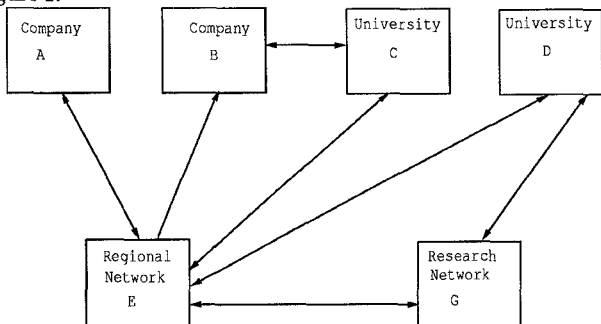 Company
A
Company
B
University
C
University
D
Regional
Network
E
Research
Network
G